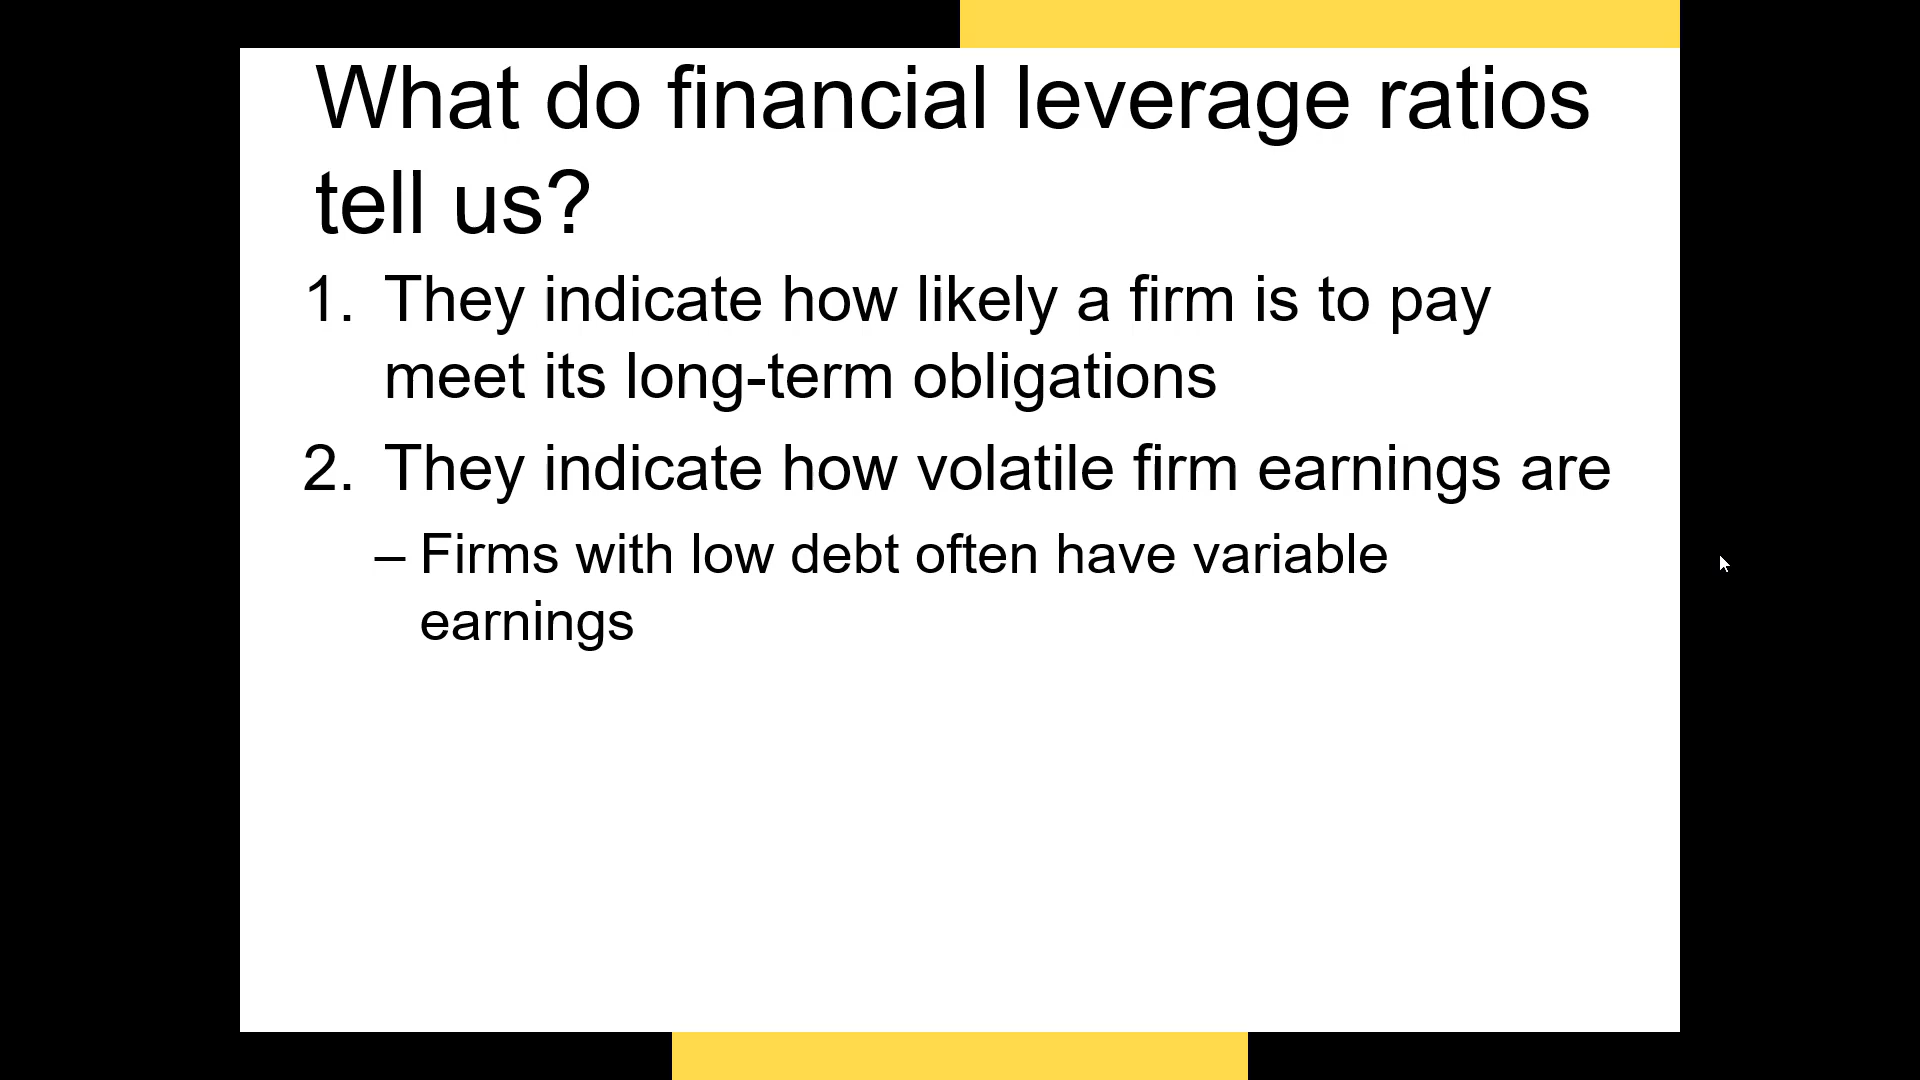 What do financial leverage ratios
tell us?
1. They indicate how likely a firm is to pay
meet its long-term obligations
2. They indicate how volatile firm earnings are
– Firms with low debt often have variable
earnings